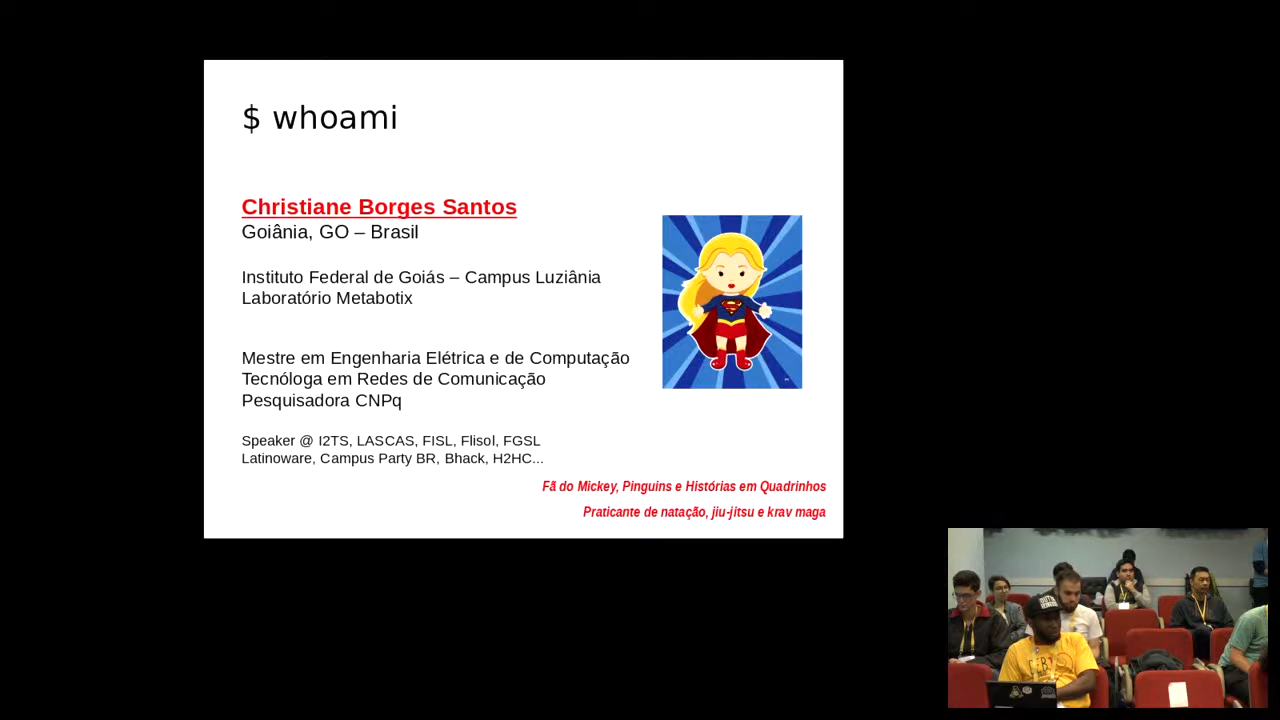 $ whoami
Christiane Borges Santos
Goiânia, GO – Brasil
Instituto Federal de Goiás – Campus Luziânia
Laboratório Metabotix
Mestre em Engenharia Elétrica e de Computação
Tecnóloga em Redes de Comunicação
Pesquisadora CNPq
Speaker @ I2TS, LASCAS, FISL, Flisol, FGSL
Latinoware, Campus Party BR, Bhack, H2HC...
Fã do Mickey, Pinguins e Histórias em Quadrinhos
Praticante de natação, jiu-jitsu e krav maga